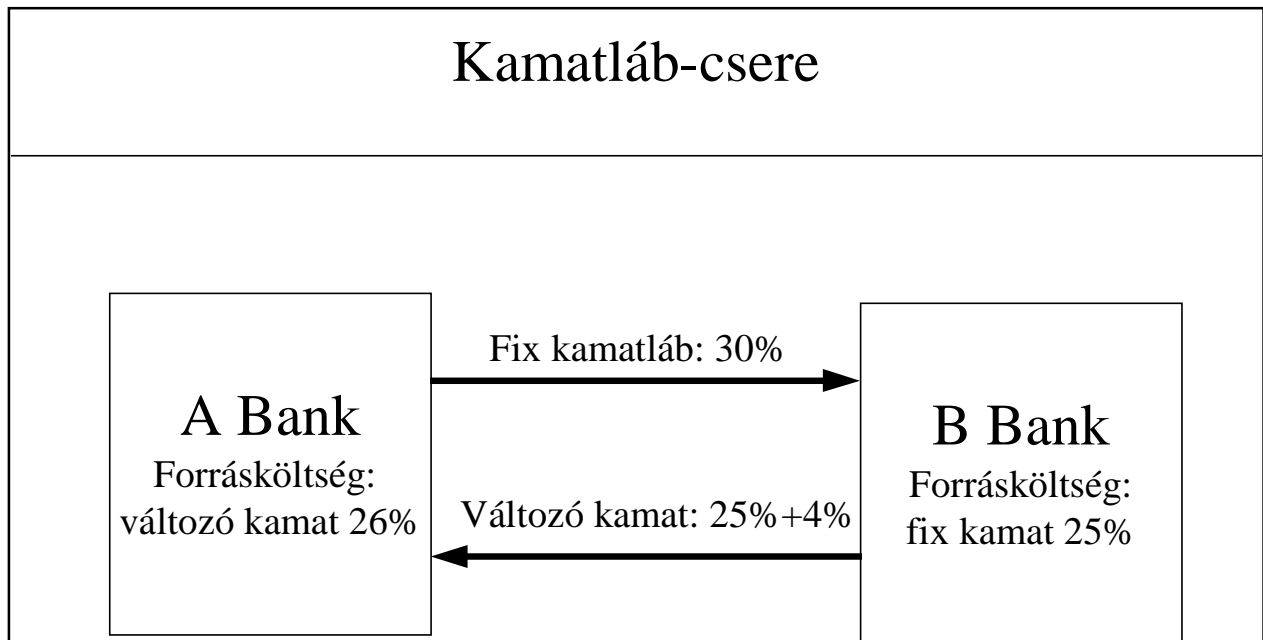 Kamatláb-csere
Fix kamatláb: 30%
A Bank
Forrásköltség:
változó kamat 26%
Változó kamat: 25%+4%
B Bank
Forrásköltség:
fix kamat 25%